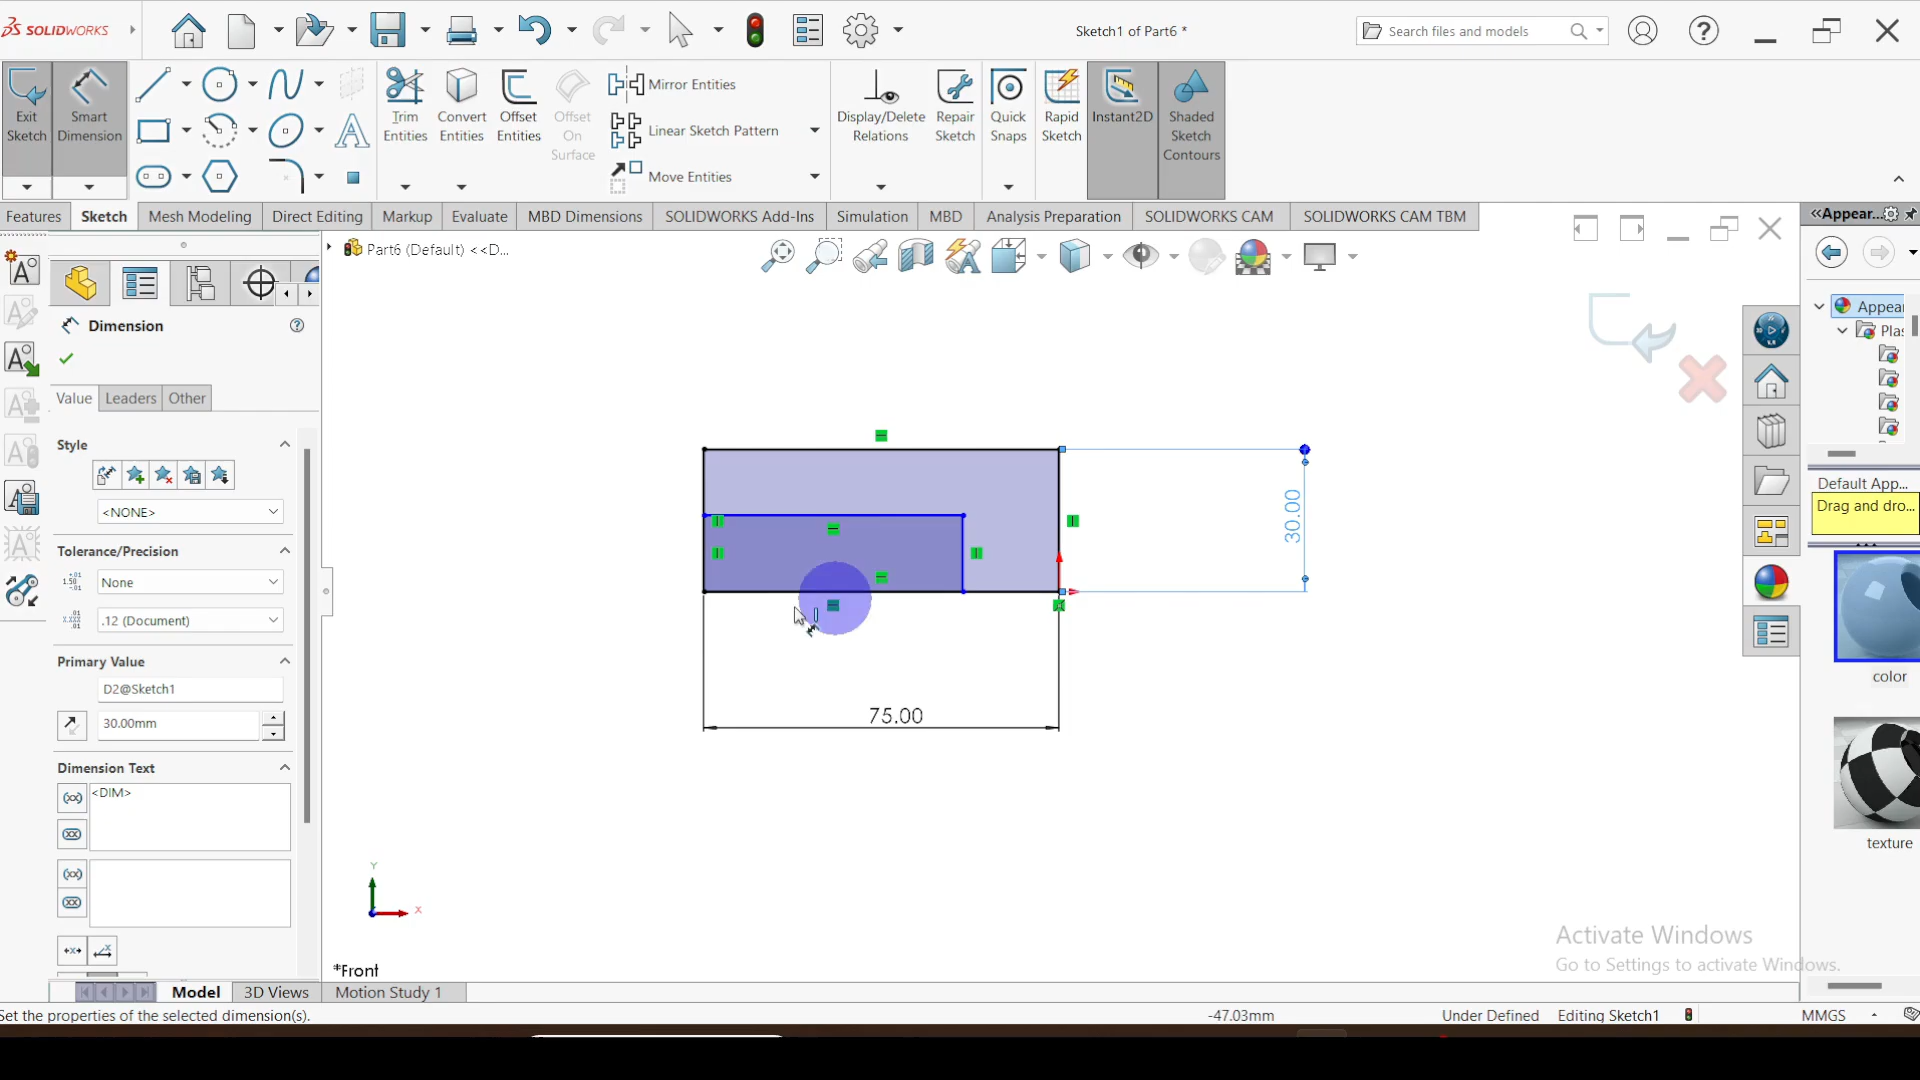 SOLIDWORKS
Sketch1 of Part6 *
Search files and models
Exit Sketch
Smart Dimension
Trim Entities
Convert Entities
Offset Entities
Offset On Surface
Mirror Entities
Linear Sketch Pattern
Move Entities
Display/Delete Relations
Repair Sketch
Quick Snaps
Rapid Sketch
Instant2D
Shaded Sketch Contours
Features
Sketch
Mesh Modeling
Direct Editing
Markup
Evaluate
MBD Dimensions
SOLIDWORKS Add-Ins
Simulation
MBD
Analysis Preparation
SOLIDWORKS CAM
SOLIDWORKS CAM TBM
«Appear...
Part6 (Default) <<D...
Dimension
Value
Leaders
Other
Style
<NONE>
Tolerance/Precision
None
.12 (Document)
Primary Value
D2@Sketch1
30.00mm
Dimension Text
<DIM>
30.00
75.00
Y
X
*Front
Appear
Plas
Default App...
Drag and dro...
color
texture
Activate Windows
Go to Settings to activate Windows.
Model
3D Views
Motion Study 1
Set the properties of the selected dimension(s).
-47.03mm
Under Defined
Editing Sketch1
MMGS